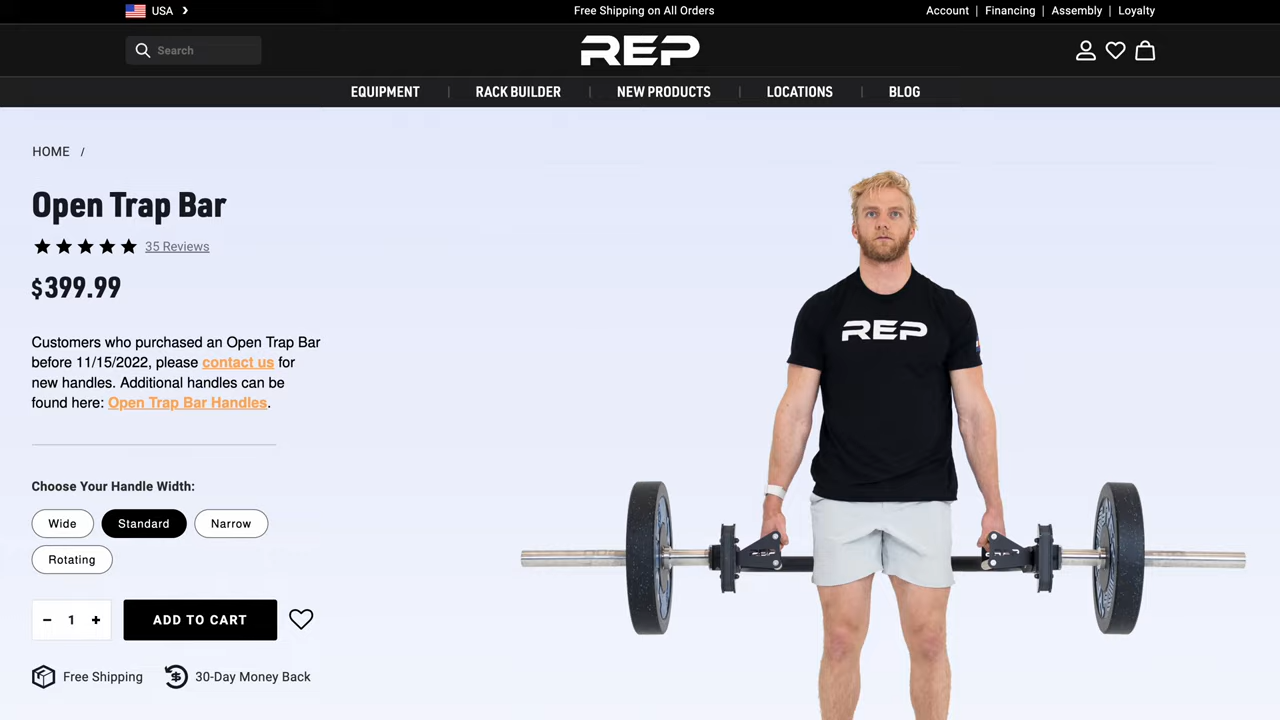 USA
Free Shipping on All Orders
Account | Financing | Assembly | Loyalty
Search
REP
EQUIPMENT | RACK BUILDER | NEW PRODUCTS | LOCATIONS | BLOG
HOME /
Open Trap Bar
35 Reviews
$399.99
Customers who purchased an Open Trap Bar
before 11/15/2022, please contact us for
new handles. Additional handles can be
found here: Open Trap Bar Handles.
Choose Your Handle Width:
Wide Standard Narrow
Rotating
- 1 + ADD TO CART
Free Shipping 30-Day Money Back
REP
REP
REP